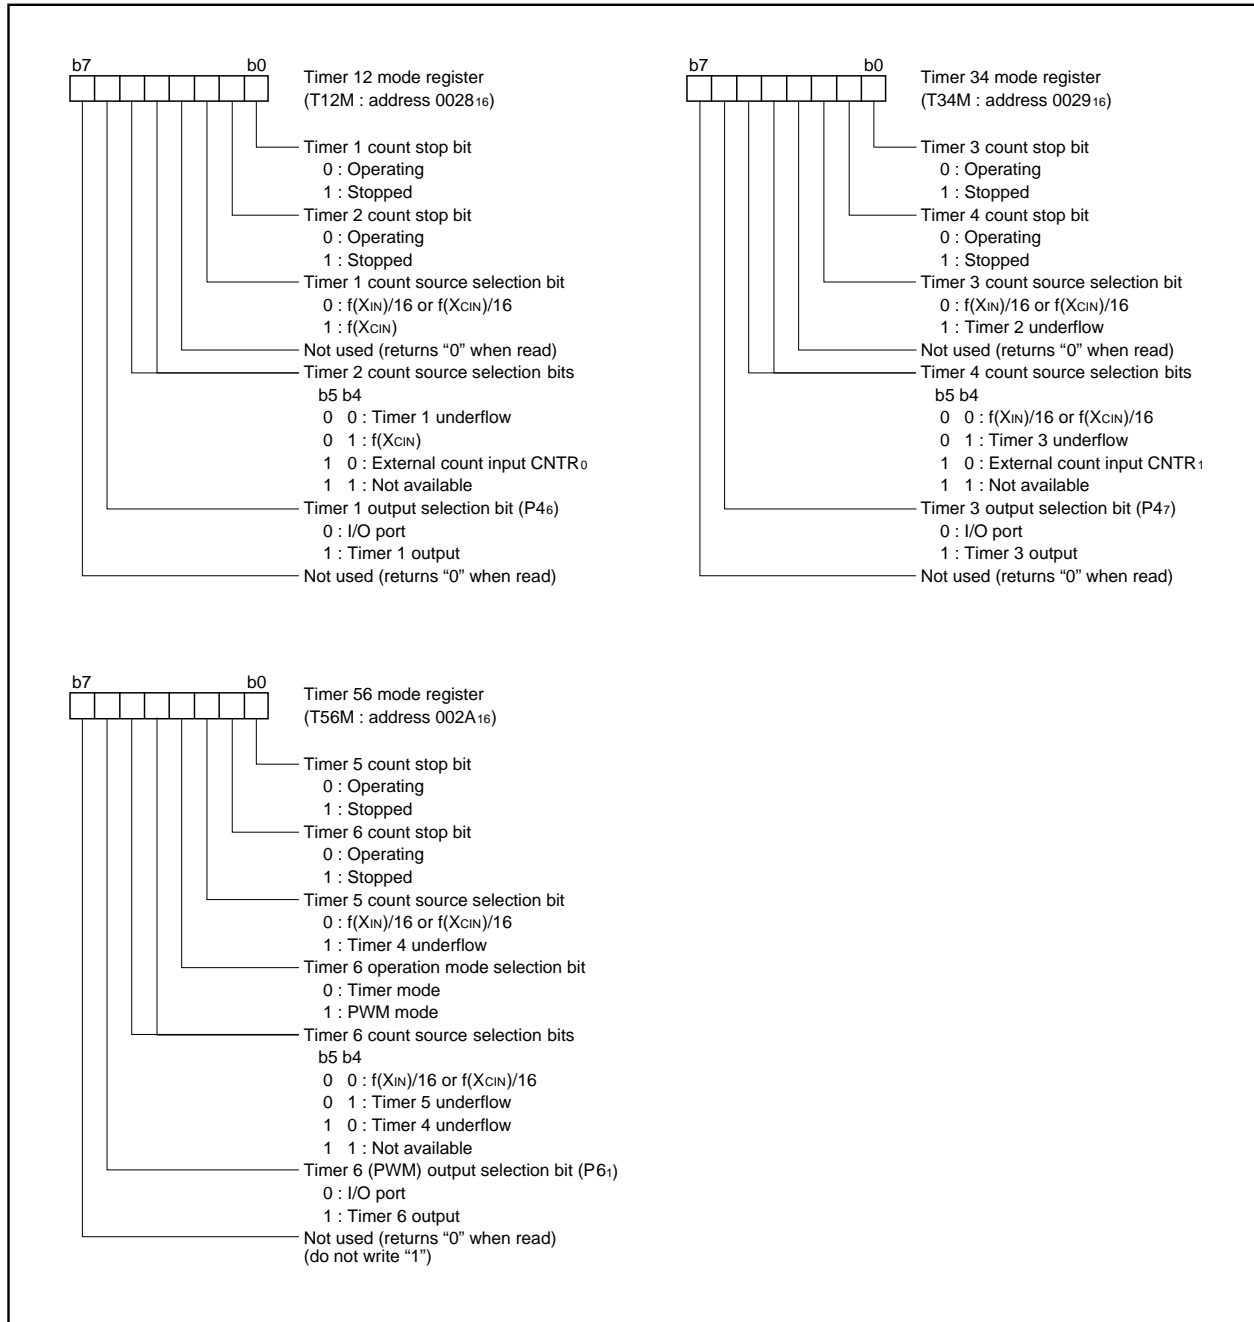 b7 b0
Timer 12 mode register
(T12M : address 002816)
Timer 1 count stop bit
0 : Operating
1 : Stopped
Timer 2 count stop bit
0 : Operating
1 : Stopped
Timer 1 count source selection bit
0 : f(XIN)/16 or f(XCIN)/16
1 : f(XCIN)
Not used (returns “0” when read)
Timer 2 count source selection bits
b5 b4
0 0 : Timer 1 underflow
0 1 : f(XCIN)
1 0 : External count input CNTR0
1 1 : Not available
Timer 1 output selection bit (P46)
0 : I/O port
1 : Timer 1 output
Not used (returns “0” when read)
b7 b0
Timer 34 mode register
(T34M : address 002916)
Timer 3 count stop bit
0 : Operating
1 : Stopped
Timer 4 count stop bit
0 : Operating
1 : Stopped
Timer 3 count source selection bit
0 : f(XIN)/16 or f(XCIN)/16
1 : Timer 2 underflow
Not used (returns “0” when read)
Timer 4 count source selection bits
b5 b4
0 0 : f(XIN)/16 or f(XCIN)/16
0 1 : Timer 3 underflow
1 0 : External count input CNTR1
1 1 : Not available
Timer 3 output selection bit (P47)
0 : I/O port
1 : Timer 3 output
Not used (returns “0” when read)
b7 b0
Timer 56 mode register
(T56M : address 002A16)
Timer 5 count stop bit
0 : Operating
1 : Stopped
Timer 6 count stop bit
0 : Operating
1 : Stopped
Timer 5 count source selection bit
0 : f(XIN)/16 or f(XCIN)/16
1 : Timer 4 underflow
Timer 6 operation mode selection bit
0 : Timer mode
1 : PWM mode
Timer 6 count source selection bits
b5 b4
0 0 : f(XIN)/16 or f(XCIN)/16
0 1 : Timer 5 underflow
1 0 : Timer 4 underflow
1 1 : Not available
Timer 6 (PWM) output selection bit (P61)
0 : I/O port
1 : Timer 6 output
Not used (returns “0” when read)
(do not write “1”)